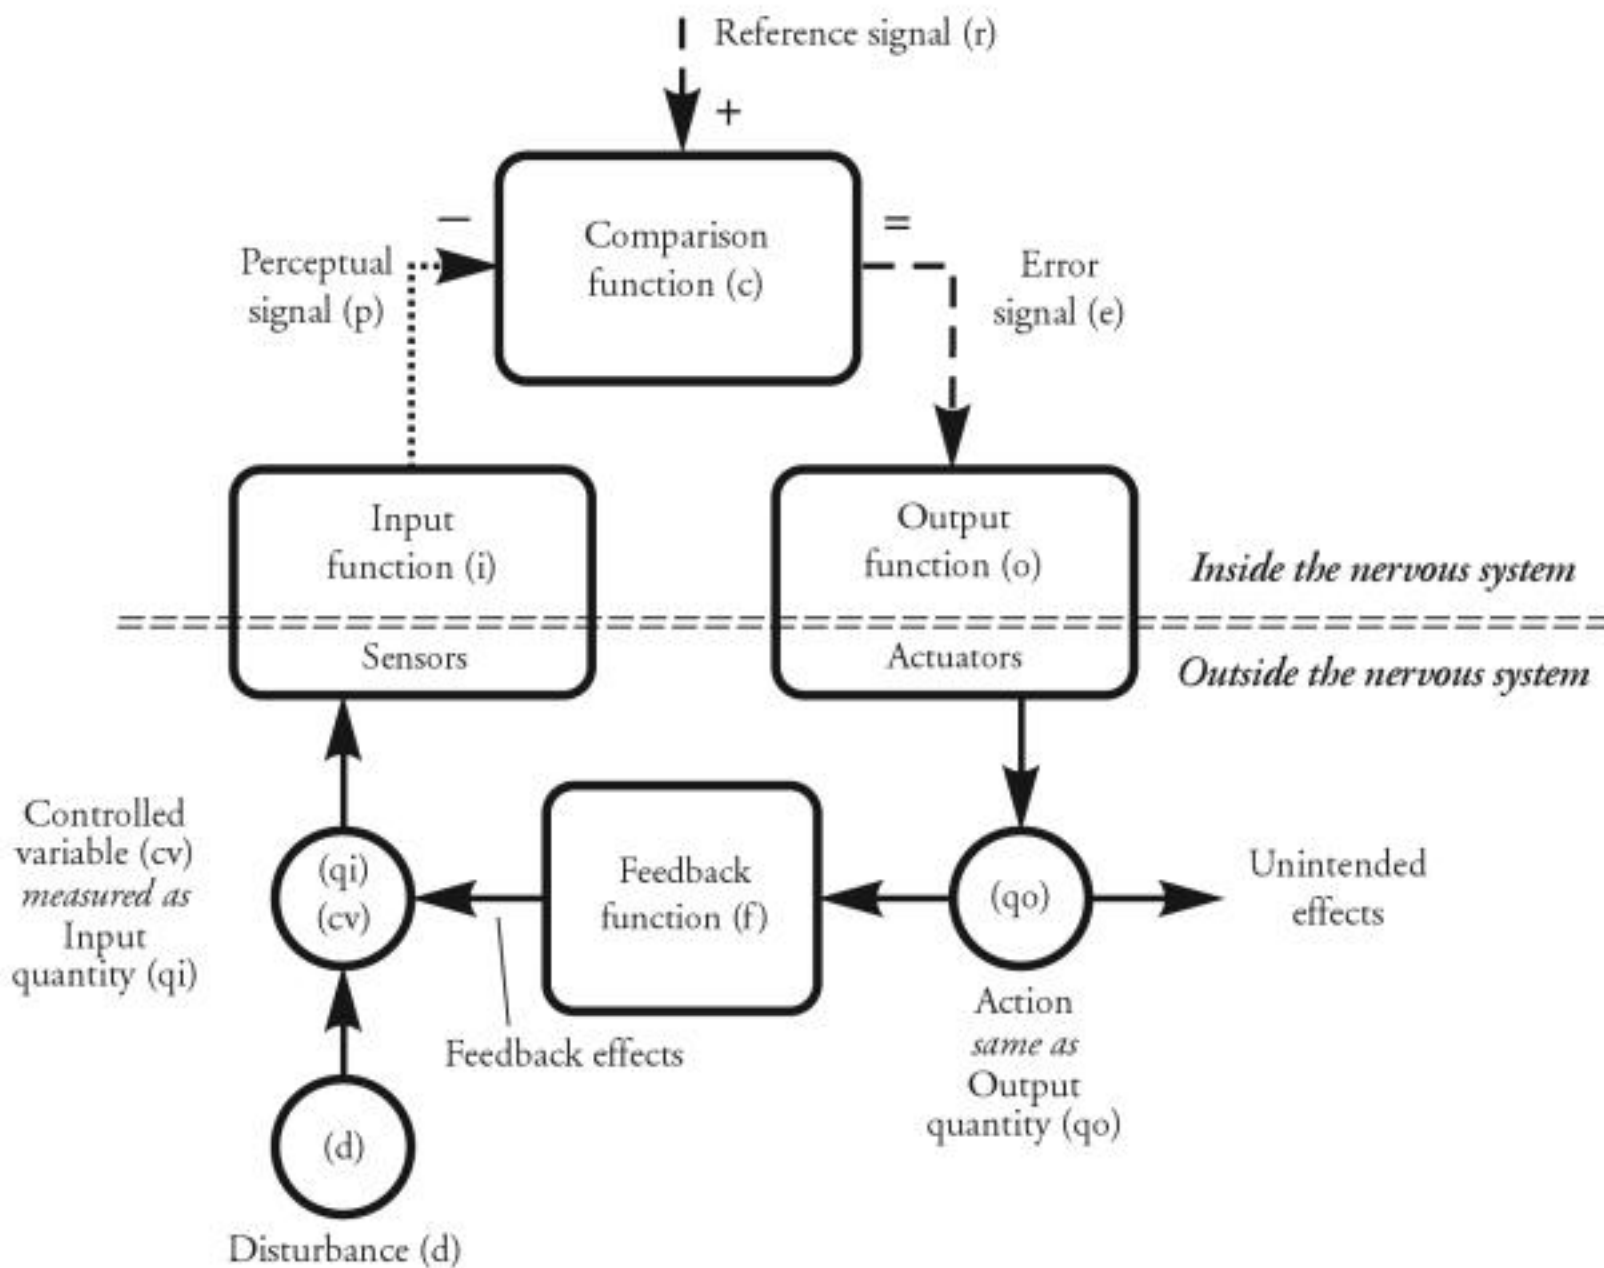 Reference signal (r)
+
−
=
Comparison
function (c)
Perceptual
signal (p)
Error
signal (e)
Input
function (i)
Output
function (o)
Inside the nervous system
Sensors
Actuators
Outside the nervous system
Controlled
variable (cv)
measured as
Input
quantity (qi)
(qi)
(cv)
Feedback
function (f)
(qo)
Unintended
effects
Feedback effects
Action
same as
Output
quantity (qo)
(d)
Disturbance (d)